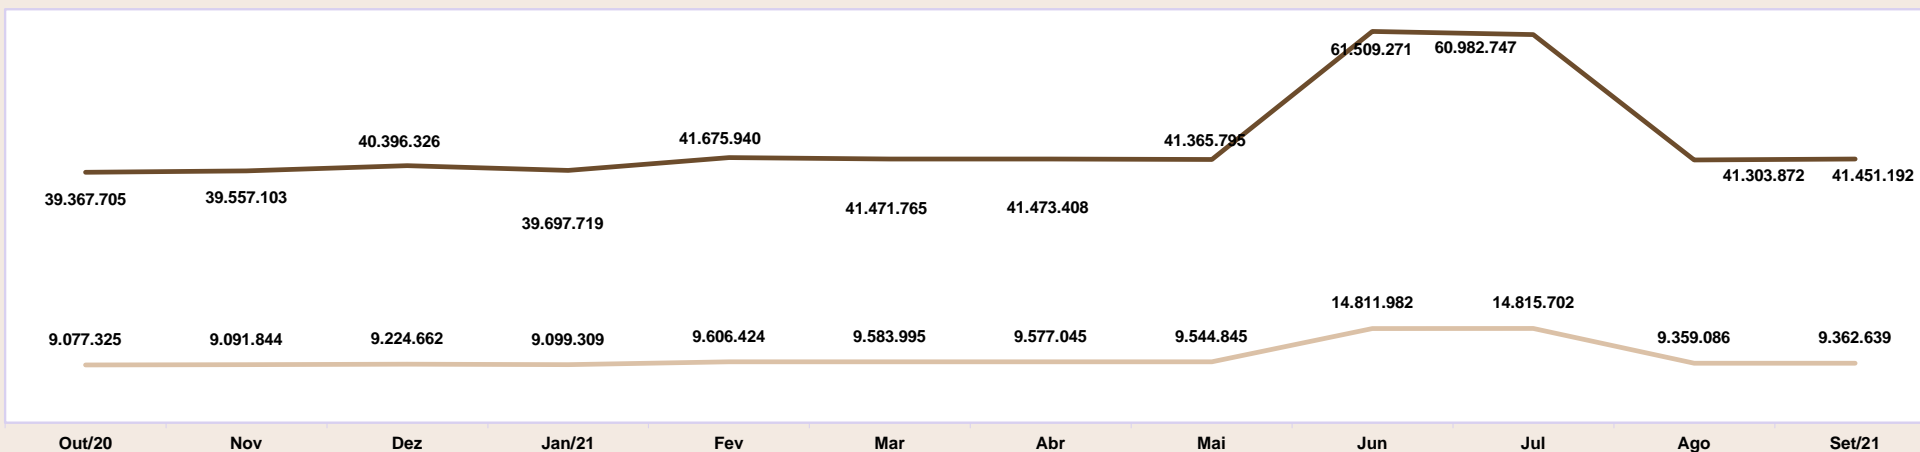 61.509.271 60.982.747
40.396.326 41.675.940 41.365.795
39.367.705 39.557.103 39.697.719 41.471.765 41.473.408 41.303.872 41.451.192
14.811.982 14.815.702
9.077.325 9.091.844 9.224.662 9.099.309 9.606.424 9.583.995 9.577.045 9.544.845 9.359.086 9.362.639
Out/20 Nov Dez Jan/21 Fev Mar Abr Mai Jun Jul Ago Set/21